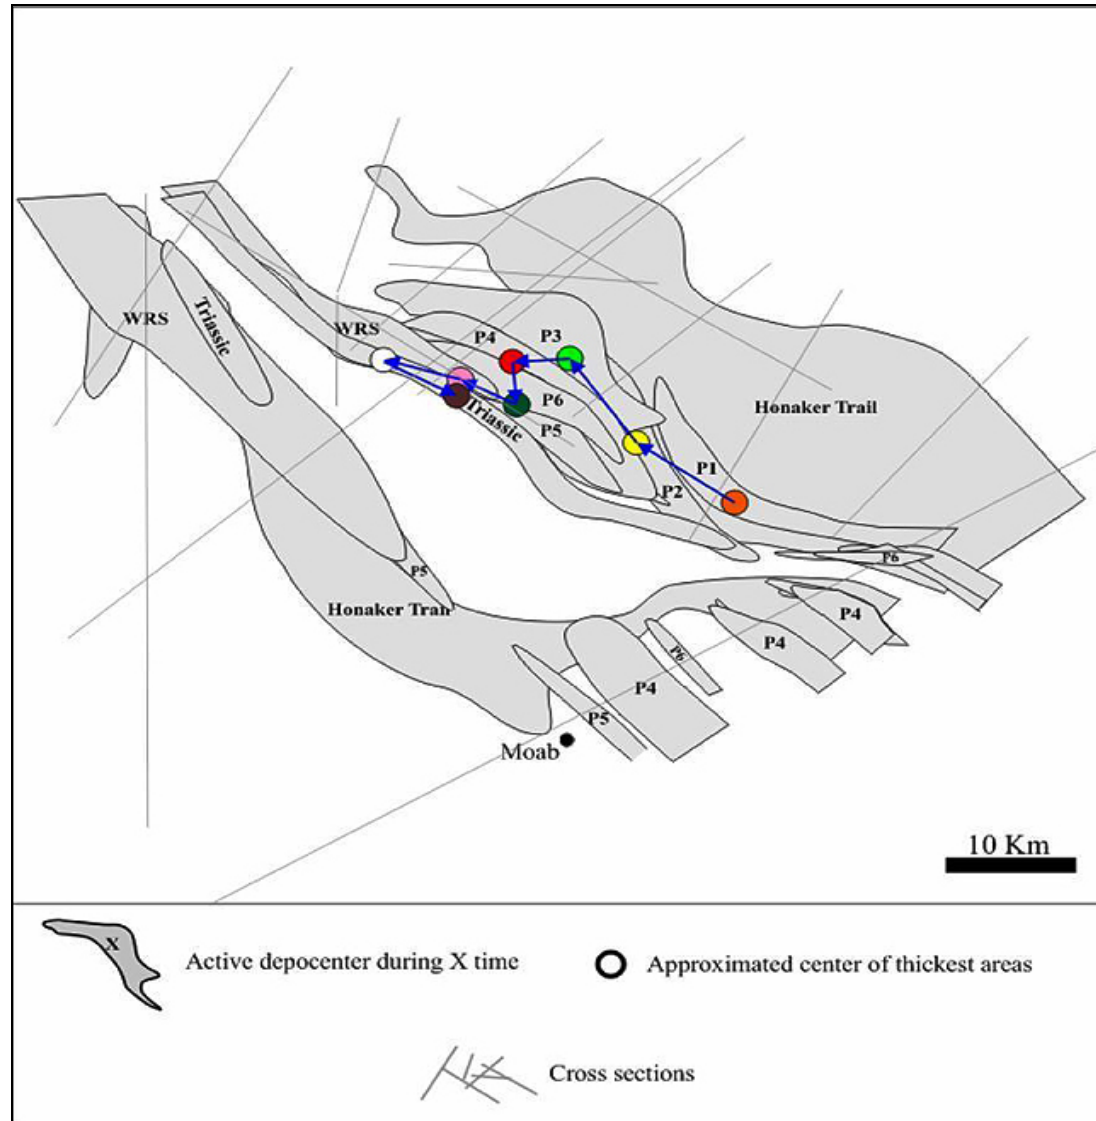 WRS
Triassic
WRS
P4
P3
P6
P5
Triassic
P2
P1
Honaker Trail
P6
P5
Honaker Trail
P4
P4
P6
P4
P5
Moab
10 Km
X
Active depocenter during X time
Approximated center of thickest areas
Cross sections